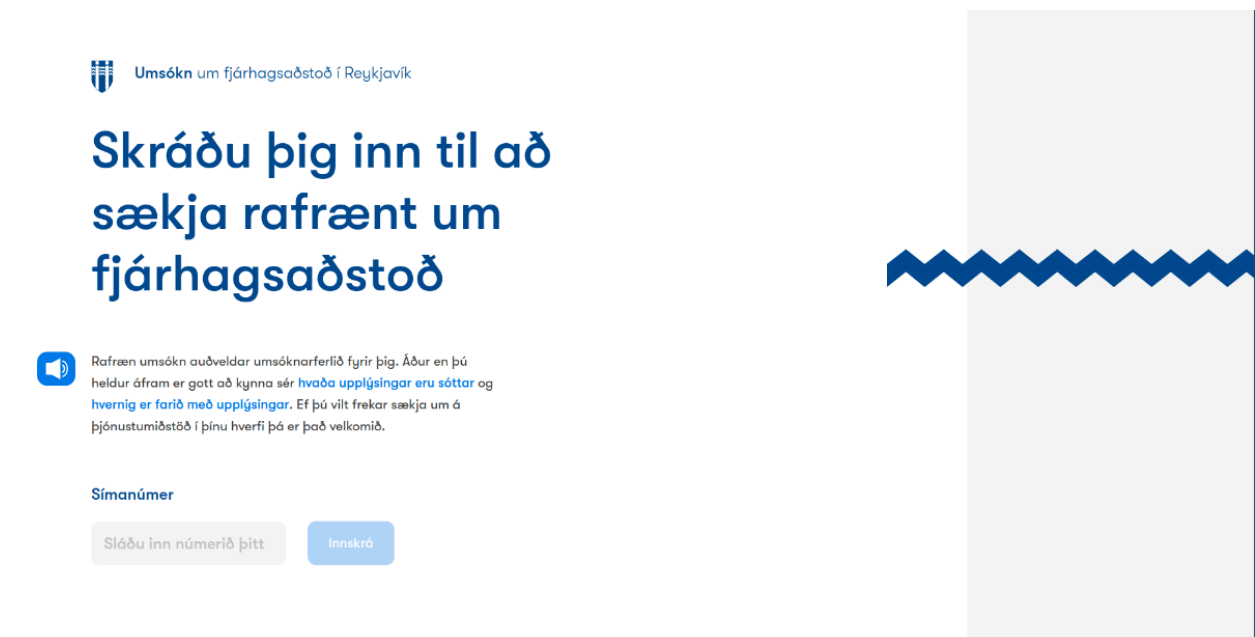 Umsókn um fjárhagsaðstoð í Reykjavík
Skráðu þig inn til að
sækja rafrænt um
fjárhagsaðstoð
Rafræn umsókn auðveldar umsóknarferlið fyrir þig. Áður en þú
heldur áfram er gott að kynna sér hvaða upplýsingar eru sóttar og
hvernig er farið með upplýsingar. Ef þú vilt frekar sækja um á
þjónustumiðstöð í þínu hverfi þá er það velkomið.
Símanúmer
Sláðu inn númerið þitt
Innskrá